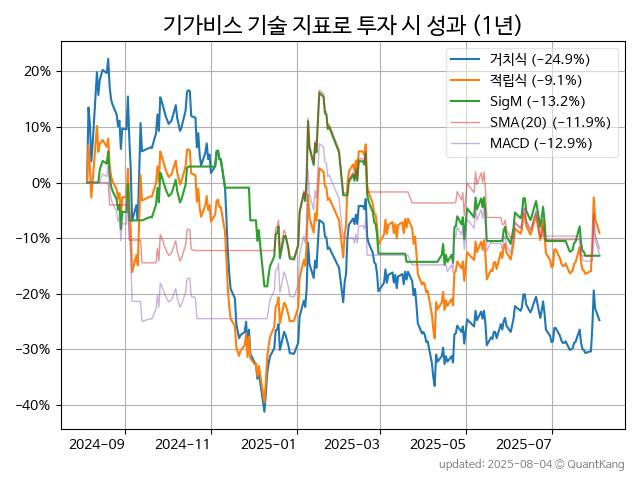 기가비스 기술 지표로 투자 시 성과 (1년)
거치식 (−24.9%)
적립식 (−9.1%)
SigM (−13.2%)
SMA(20) (−11.9%)
MACD (−12.9%)
20%
10%
0%
−10%
−20%
−30%
−40%
2024-09
2024-11
2025-01
2025-03
2025-05
2025-07
updated: 2025-08-04 © QuantKang